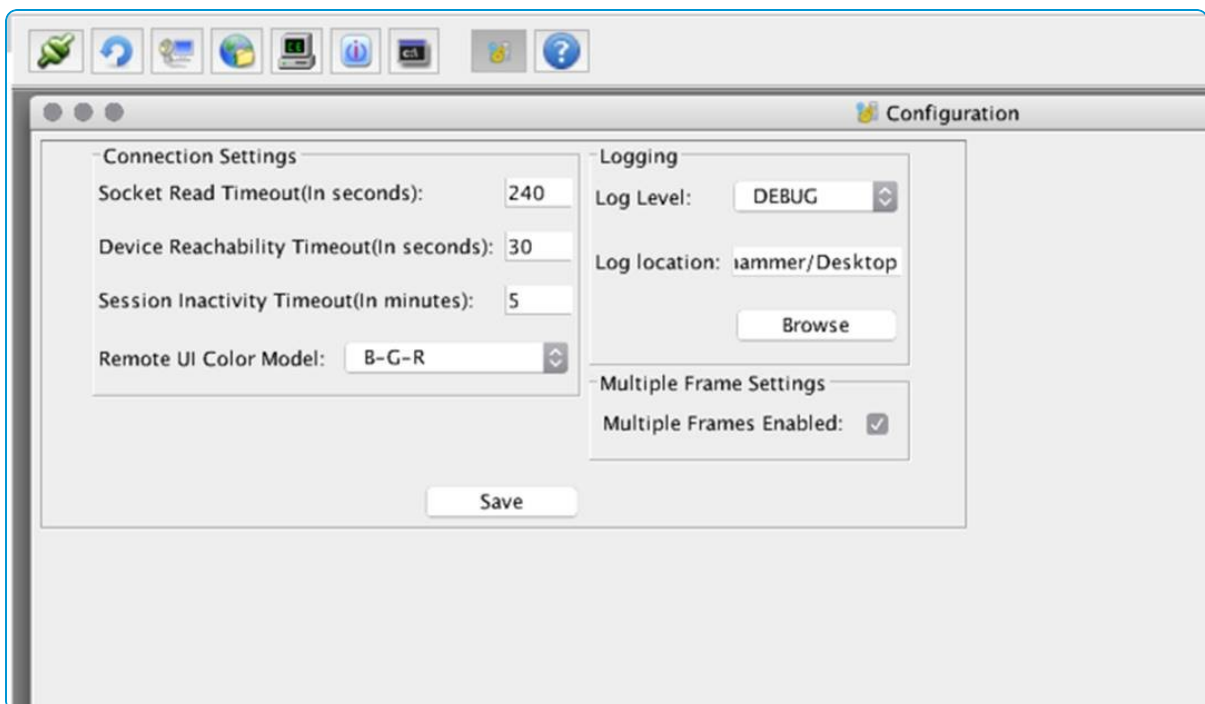 Configuration
Connection Settings
Socket Read Timeout(In seconds): 240
Device Reachability Timeout(In seconds): 30
Session Inactivity Timeout(In minutes): 5
Remote UI Color Model: B-G-R
Logging
Log Level: DEBUG
Log location: hammer/Desktop
Browse
Multiple Frame Settings
Multiple Frames Enabled:
Save